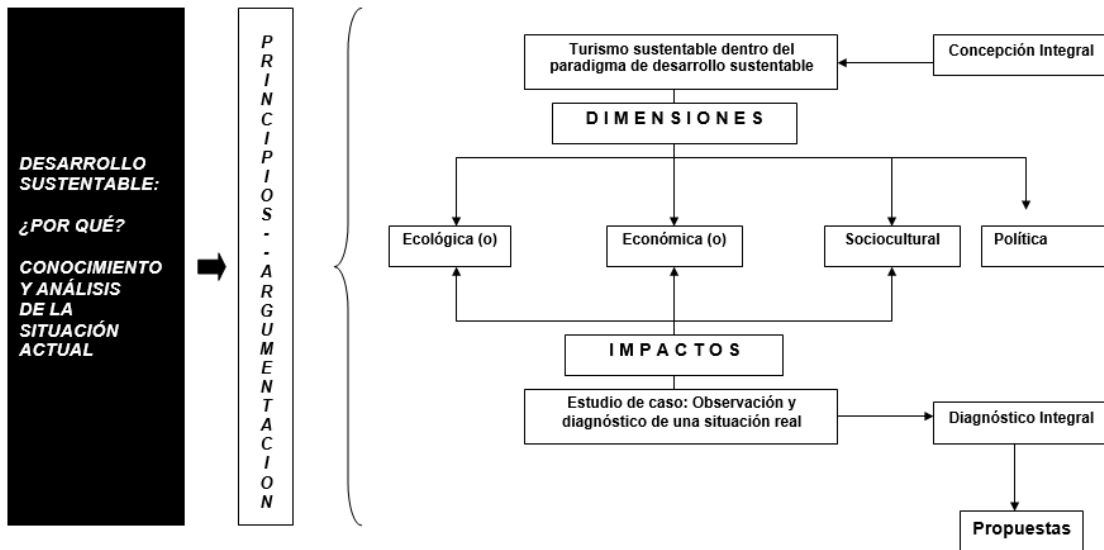 DESARROLLO
SUSTENTABLE:
¿POR QUÉ?
CONOCIMIENTO
Y ANÁLISIS
DE LA
SITUACIÓN
ACTUAL
P
R
I
N
C
I
P
I
O
S
-
-
A
R
G
U
M
E
N
T
A
C
I
O
N
Turismo sustentable dentro del
paradigma de desarrollo sustentable
Concepción Integral
D I M E N S I O N E S
Ecológica (o)
Económica (o)
Sociocultural
Política
I M P A C T O S
Estudio de caso: Observación y
diagnóstico de una situación real
Diagnóstico Integral
Propuestas